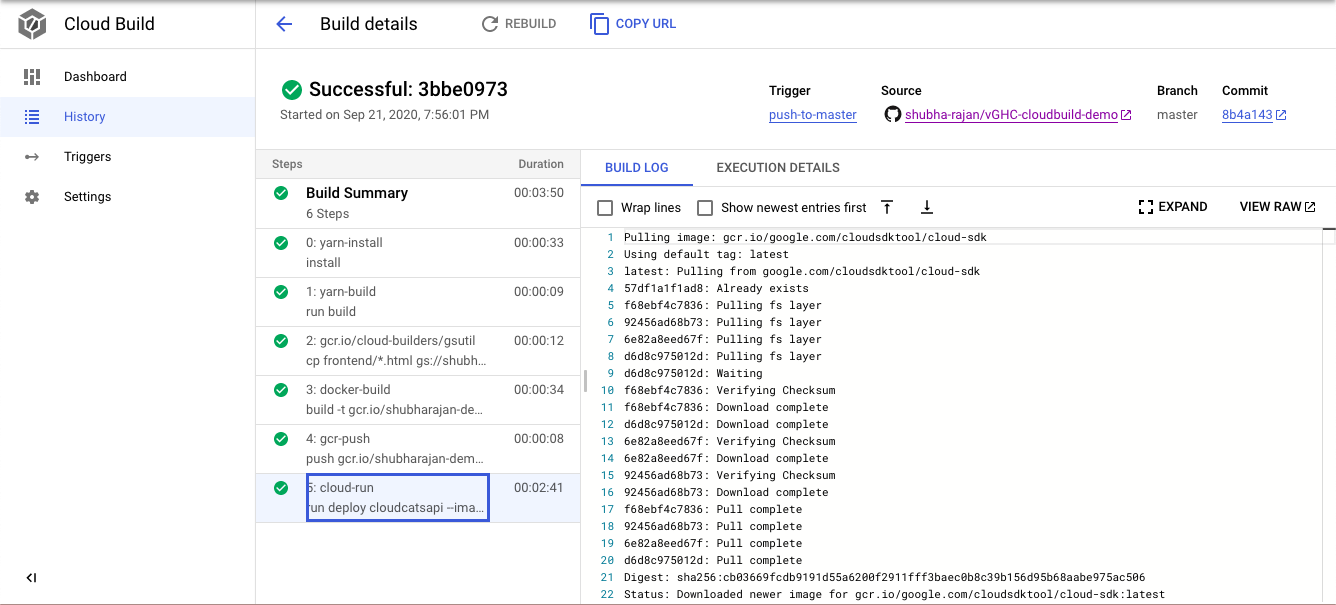 Cloud Build
Build details
REBUILD
COPY URL
Dashboard
History
Triggers
Settings
Successful: 3bbe0973
Started on Sep 21, 2020, 7:56:01 PM
Trigger
push-to-master
Source
shubha-rajan/vGHC-cloudbuild-demo
Branch
master
Commit
8b4a143
Steps Duration
Build Summary 00:03:50
6 Steps
0: yarn-install 00:00:33
install
1: yarn-build 00:00:09
run build
2: gcr.io/cloud-builders/gsutil 00:00:12
cp frontend/*.html gs://shubh...
3: docker-build 00:00:34
build -t gcr.io/shubharajan-de...
4: gcr-push 00:00:08
push gcr.io/shubharajan-dem...
5: cloud-run 00:02:41
run deploy cloudcatsapi --ima...
BUILD LOG EXECUTION DETAILS
Wrap lines Show newest entries first EXPAND VIEW RAW
1 Pulling image: gcr.io/google.com/cloudsdktool/cloud-sdk
2 Using default tag: latest
3 latest: Pulling from google.com/cloudsdktool/cloud-sdk
4 57df1a1f1ad8: Already exists
5 f68ebf4c7836: Pulling fs layer
6 92456ad68b73: Pulling fs layer
7 6e82a8eed67f: Pulling fs layer
8 d6d8c975012d: Pulling fs layer
9 d6d8c975012d: Waiting
10 f68ebf4c7836: Verifying Checksum
11 f68ebf4c7836: Download complete
12 d6d8c975012d: Download complete
13 6e82a8eed67f: Verifying Checksum
14 6e82a8eed67f: Download complete
15 92456ad68b73: Verifying Checksum
16 92456ad68b73: Download complete
17 f68ebf4c7836: Pull complete
18 92456ad68b73: Pull complete
19 6e82a8eed67f: Pull complete
20 d6d8c975012d: Pull complete
21 Digest: sha256:cb03669fcdb9191d55a6200f2911fff3baec0b8c39b156d95b68aabe975ac506
22 Status: Downloaded newer image for gcr.io/google.com/cloudsdktool/cloud-sdk:latest